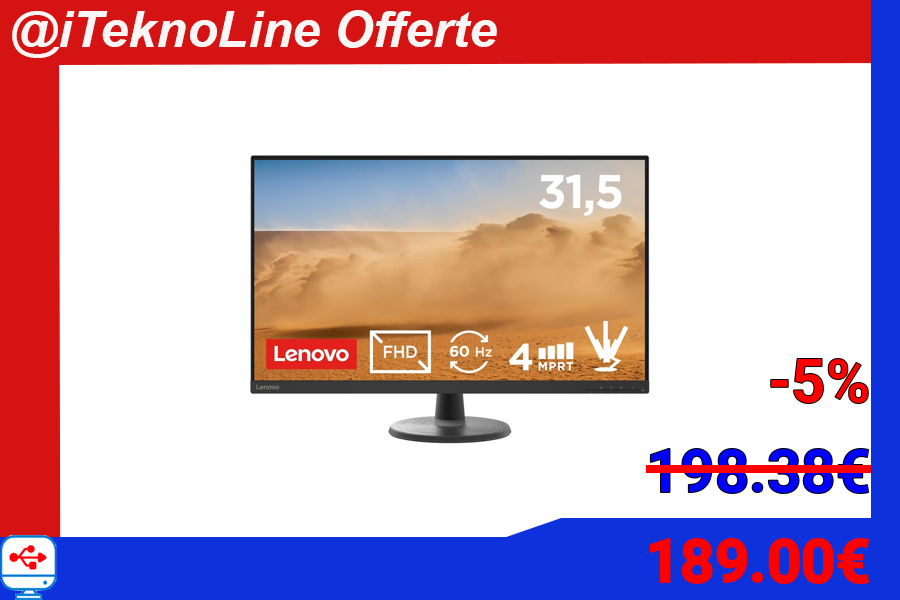 @iTeknoLine Offerte
31,5
Lenovo
FHD
60 Hz
4
MPRT
Lenovo
-5%
198.38€
189.00€